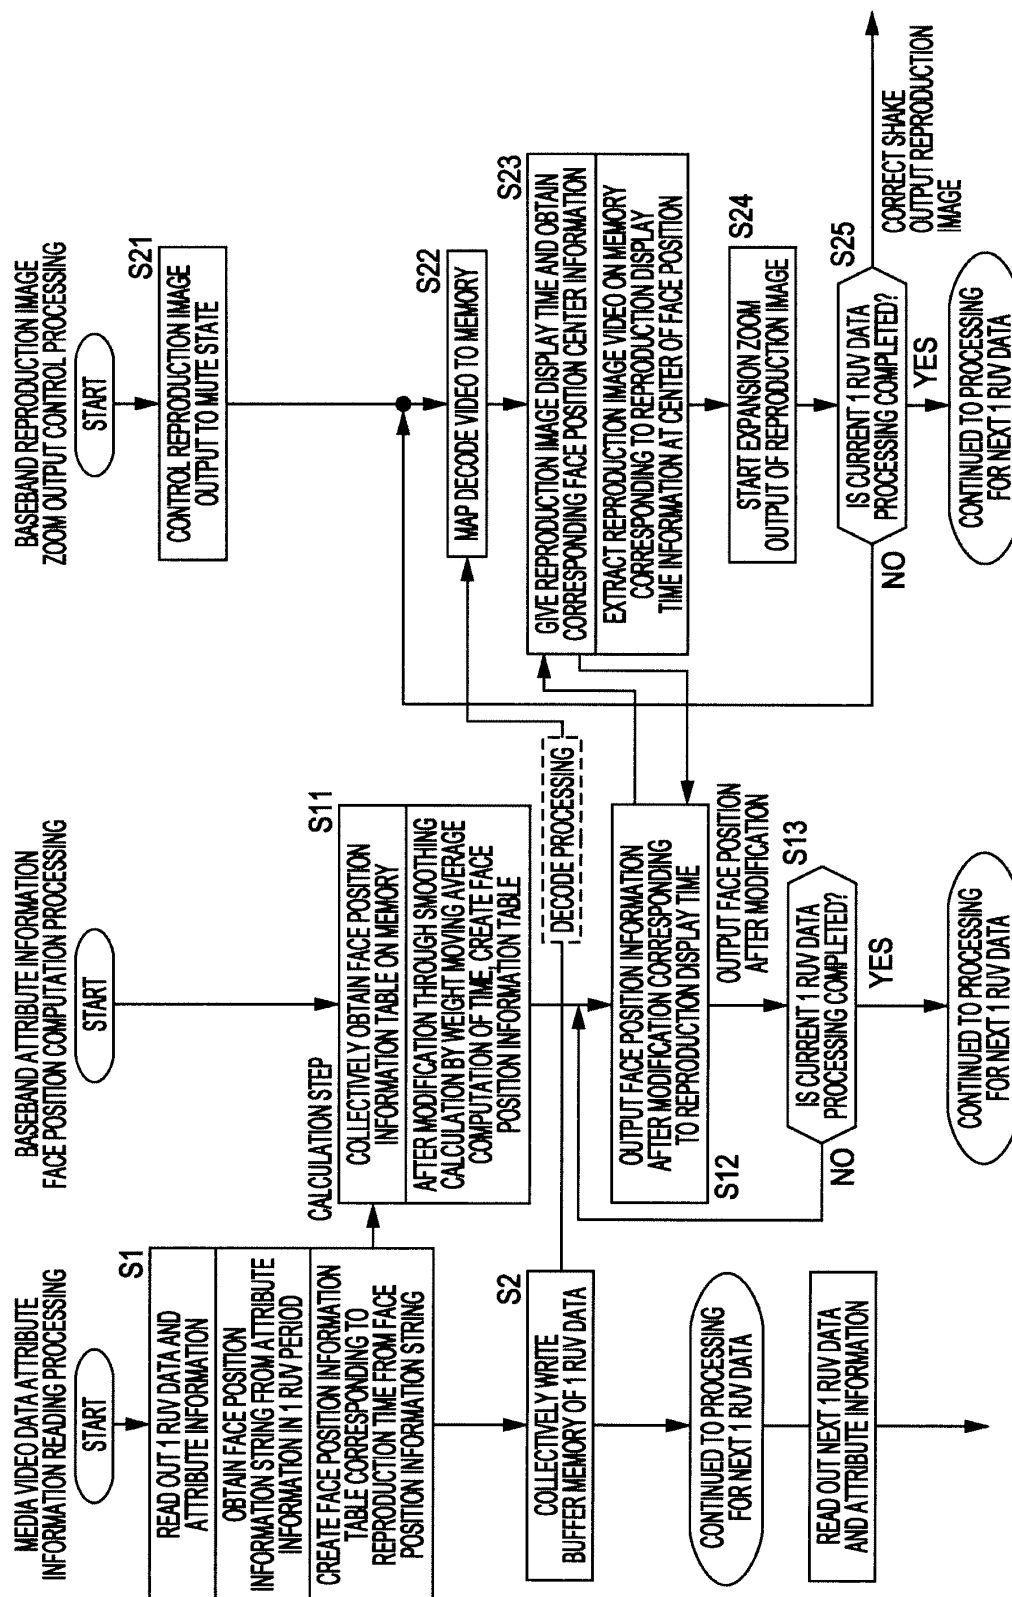 MEDIA VIDEO DATA ATTRIBUTE
INFORMATION READING PROCESSING
START
S1
READ OUT 1 RUV DATA AND
ATTRIBUTE INFORMATION
OBTAIN FACE POSITION
INFORMATION STRING FROM ATTRIBUTE
INFORMATION IN 1 RUV PERIOD
CREATE FACE POSITION INFORMATION
TABLE CORRESPONDING TO
REPRODUCTION TIME FROM FACE
POSITION INFORMATION STRING
S2
COLLECTIVELY WRITE
BUFFER MEMORY OF 1 RUV DATA
CONTINUED TO PROCESSING
FOR NEXT 1 RUV DATA
READ OUT NEXT 1 RUV DATA
AND ATTRIBUTE INFORMATION
BASEBAND ATTRIBUTE INFORMATION
FACE POSITION COMPUTATION PROCESSING
START
CALCULATION STEP
S11
COLLECTIVELY OBTAIN FACE POSITION
INFORMATION TABLE ON MEMORY
AFTER MODIFICATION THROUGH SMOOTHING
CALCULATION BY WEIGHT MOVING AVERAGE
COMPUTATION OF TIME, CREATE FACE
POSITION INFORMATION TABLE
DECODE PROCESSING
S12
OUTPUT FACE POSITION INFORMATION
AFTER MODIFICATION CORRESPONDING
TO REPRODUCTION DISPLAY TIME
OUTPUT FACE POSITION
AFTER MODIFICATION
S13
IS CURRENT 1 RUV DATA
PROCESSING COMPLETED?
NO
YES
CONTINUED TO PROCESSING
FOR NEXT 1 RUV DATA
BASEBAND REPRODUCTION IMAGE
ZOOM OUTPUT CONTROL PROCESSING
START
S21
CONTROL REPRODUCTION IMAGE
OUTPUT TO MUTE STATE
S22
MAP DECODE VIDEO TO MEMORY
S23
GIVE REPRODUCTION IMAGE DISPLAY TIME AND OBTAIN
CORRESPONDING FACE POSITION CENTER INFORMATION
EXTRACT REPRODUCTION IMAGE VIDEO ON MEMORY
CORRESPONDING TO REPRODUCTION DISPLAY
TIME INFORMATION AT CENTER OF FACE POSITION
S24
START EXPANSION ZOOM
OUTPUT OF REPRODUCTION IMAGE
S25
IS CURRENT 1 RUV DATA
PROCESSING COMPLETED?
NO
YES
CORRECT SHAKE
OUTPUT REPRODUCTION
IMAGE
CONTINUED TO PROCESSING
FOR NEXT 1 RUV DATA